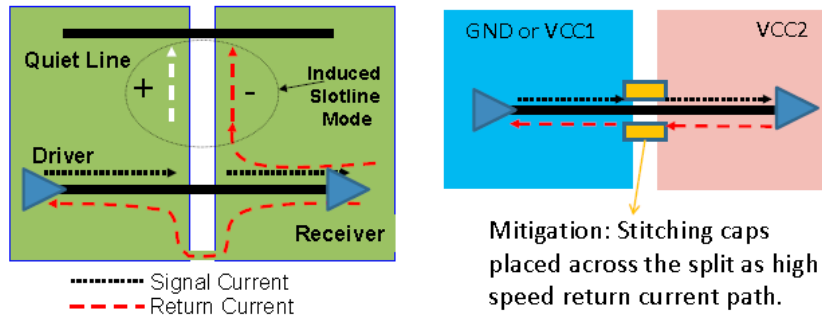 Quiet Line
+
-
Induced
Slotline
Mode
Driver
Receiver
Signal Current
Return Current
GND or VCC1
VCC2
Mitigation: Stitching caps
placed across the split as high
speed return current path.